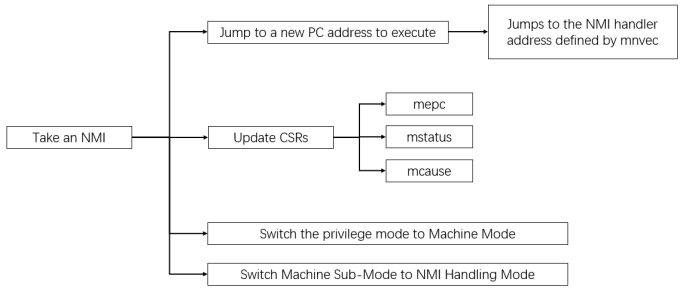 Jump to a new PC address to execute
Jumps to the NMI handler
address defined by mnvec
Take an NMI
Update CSRs
mepc
mstatus
mcause
Switch the privilege mode to Machine Mode
Switch Machine Sub-Mode to NMI Handling Mode